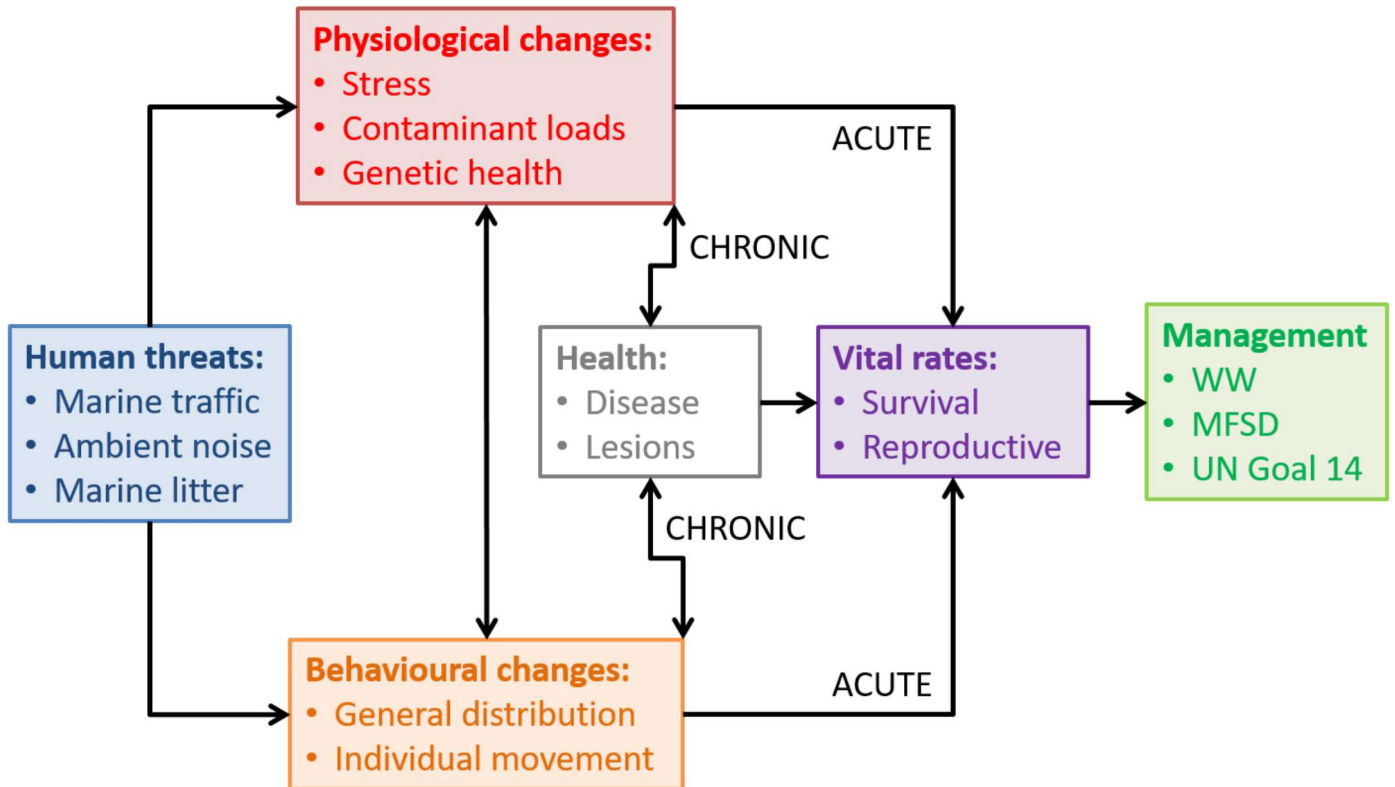 Physiological changes:
• Stress
• Contaminant loads
• Genetic health
ACUTE
CHRONIC
Human threats:
• Marine traffic
• Ambient noise
• Marine litter
Health:
• Disease
• Lesions
Vital rates:
• Survival
• Reproductive
Management
• WW
• MFSD
• UN Goal 14
CHRONIC
Behavioural changes:
• General distribution
• Individual movement
ACUTE